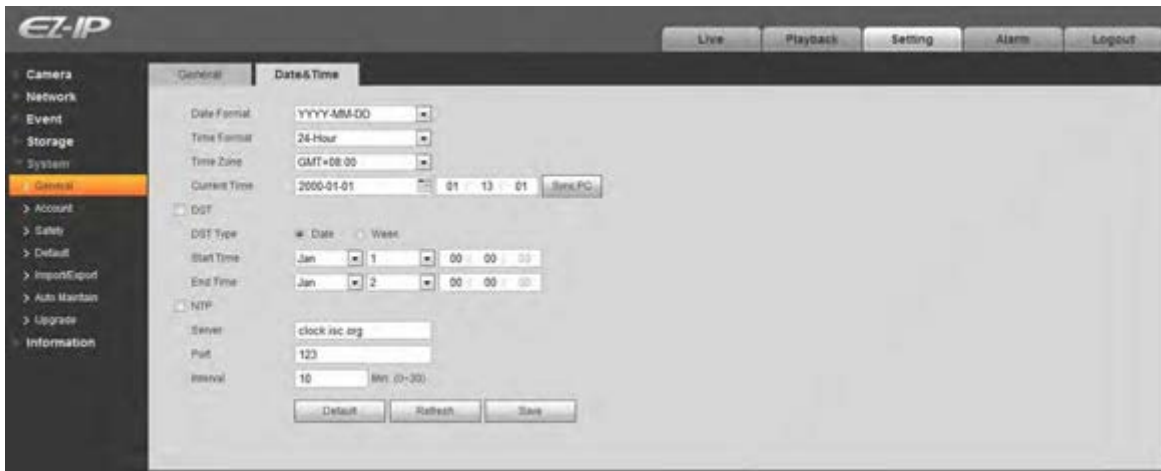 EZ-IP
Live Playback Setting Alarm Logout
Camera
Network
Event
Storage
System
General
Account
Safety
Default
Import/Export
Auto Maintain
Upgrade
Information
General Date&Time
Date Format YYYY-MM-DD
Time Format 24-Hour
Time Zone GMT+08:00
Current Time 2000-01-01 01 : 13 : 01 Sync PC
DST
DST Type Date Week
Start Time Jan 1 00 : 00 : 00
End Time Jan 2 00 : 00 : 00
NTP
Server clock.isc.org
Port 123
Interval 10 Min. (0~30)
Default Refresh Save